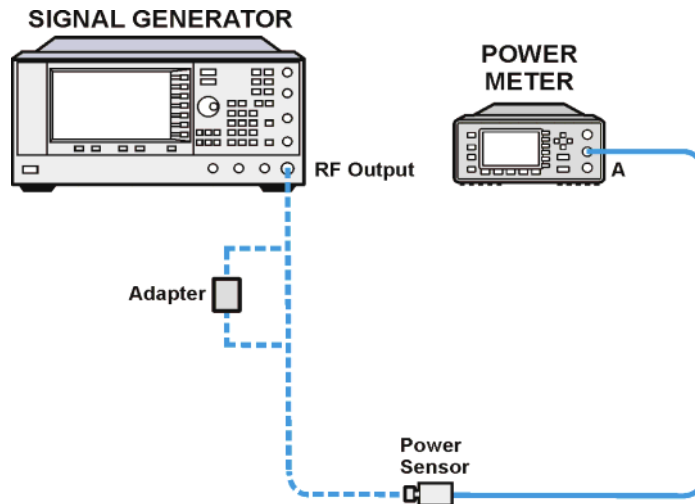 SIGNAL GENERATOR
POWER
METER
RF Output
A
Adapter
Power
Sensor